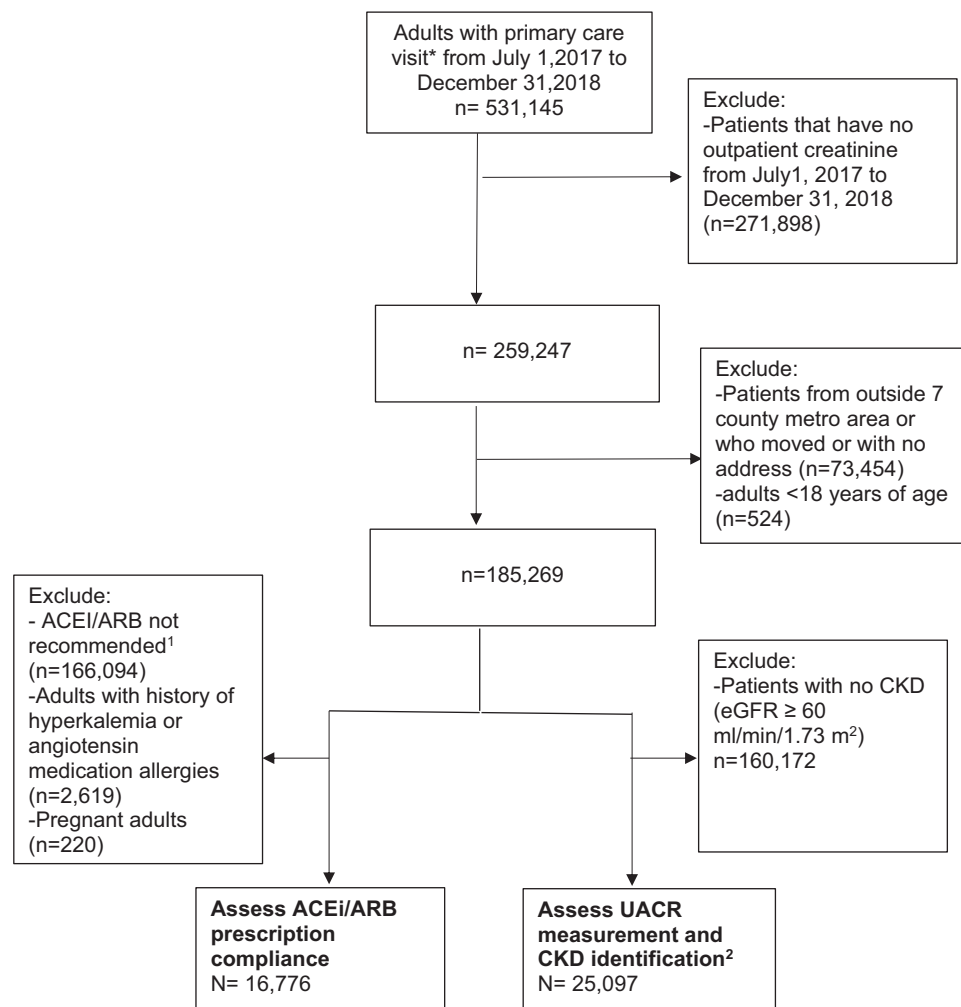 Adults with primary care
visit* from July 1,2017 to
December 31,2018
n= 531,145
Exclude:
-Patients that have no
outpatient creatinine
from July1, 2017 to
December 31, 2018
(n=271,898)
n= 259,247
Exclude:
-Patients from outside 7
county metro area or
who moved or with no
address (n=73,454)
-adults <18 years of age
(n=524)
n=185,269
Exclude:
- ACEI/ARB not
recommended¹
(n=166,094)
-Adults with history of
hyperkalemia or
angiotensin
medication allergies
(n=2,619)
-Pregnant adults
(n=220)
Exclude:
-Patients with no CKD
(eGFR ≥ 60
ml/min/1.73 m²)
n=160,172
Assess ACEi/ARB
prescription
compliance
N= 16,776
Assess UACR
measurement and
CKD identification²
N= 25,097